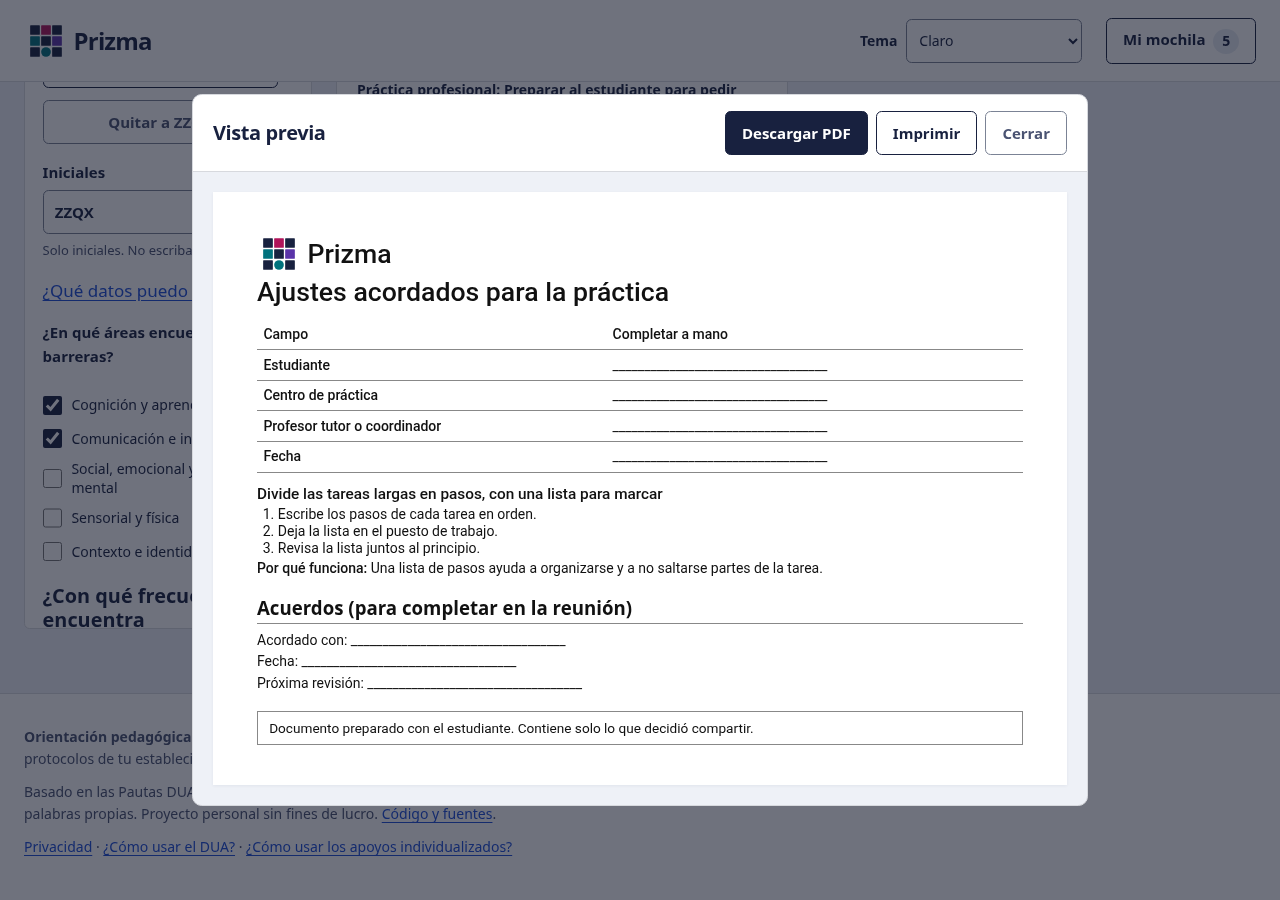 Prizma
Tema
Claro
Mi mochila 5
Práctica profesional: Preparar al estudiante para pedir
Quitar a ZZ
Iniciales
ZZQX
Solo iniciales. No escriba
¿Qué datos puedo
¿En qué áreas encue
barreras?
Cognición y apren
Comunicación e in
Social, emocional y
mental
Sensorial y física
Contexto e identid
¿Con qué frecue
encuentra
Vista previa
Descargar PDF
Imprimir
Cerrar
Prizma
Ajustes acordados para la práctica
Campo Completar a mano
Estudiante _________________________________
Centro de práctica _________________________________
Profesor tutor o coordinador _________________________________
Fecha _________________________________
Divide las tareas largas en pasos, con una lista para marcar
1. Escribe los pasos de cada tarea en orden.
2. Deja la lista en el puesto de trabajo.
3. Revisa la lista juntos al principio.
Por qué funciona: Una lista de pasos ayuda a organizarse y a no saltarse partes de la tarea.
Acuerdos (para completar en la reunión)
Acordado con: _________________________________
Fecha: _________________________________
Próxima revisión: _________________________________
Documento preparado con el estudiante. Contiene solo lo que decidió compartir.
Orientación pedagógica
protocolos de tu estableci
Basado en las Pautas DUA
palabras propias. Proyecto personal sin fines de lucro. Código y fuentes.
Privacidad · ¿Cómo usar el DUA? · ¿Cómo usar los apoyos individualizados?